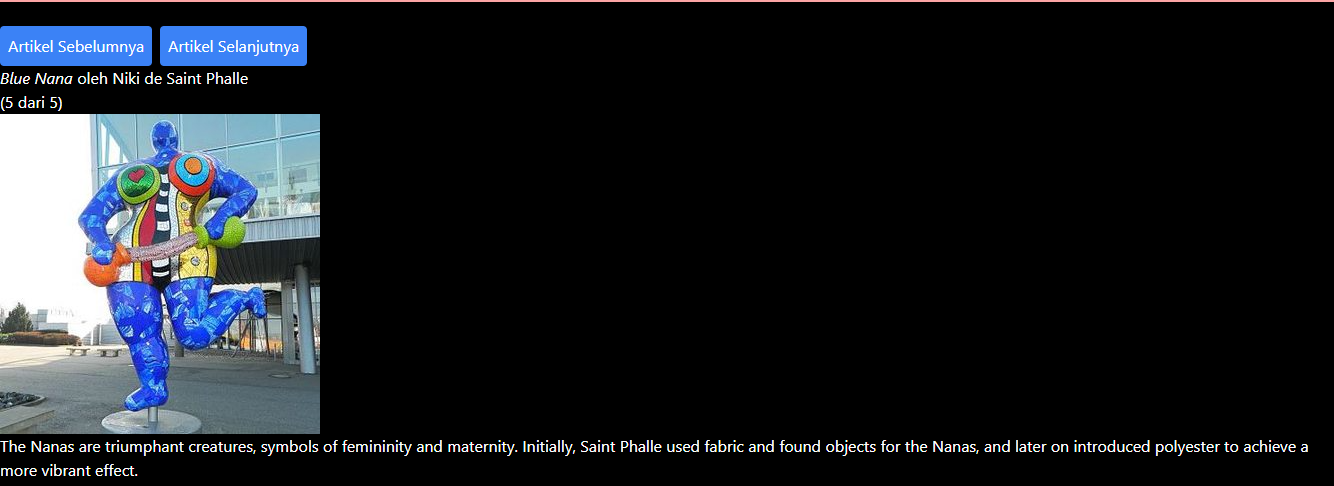 Artikel Sebelumnya
Artikel Selanjutnya
Blue Nana oleh Niki de Saint Phalle
(5 dari 5)
The Nanas are triumphant creatures, symbols of femininity and maternity. Initially, Saint Phalle used fabric and found objects for the Nanas, and later on introduced polyester to achieve a
more vibrant effect.